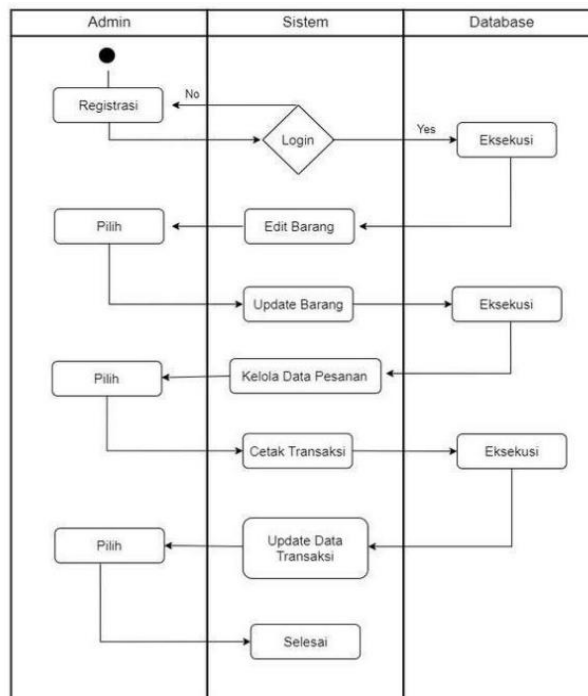 Admin
Sistem
Database
No
Registrasi
Login
Yes
Eksekusi
Pilih
Edit Barang
Update Barang
Eksekusi
Pilih
Kelola Data Pesanan
Cetak Transaksi
Eksekusi
Pilih
Update Data
Transaksi
Selesai